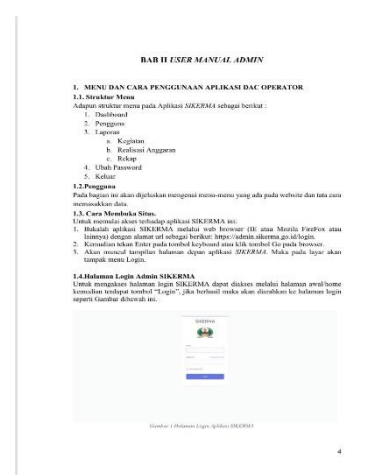 BAB II USER MANUAL ADMIN
1. MENU DAN CARA PENGGUNAAN APLIKASI DAC OPERATOR
1.1. Struktur Menu
Adapun struktur menu pada Aplikasi SIKERMA sebagai berikut :
1. Dashboard
2. Pengguna
3. Laporan
a. Kegiatan
b. Realisasi Anggaran
c. Rekap
4. Ubah Password
5. Keluar
1.2.Pengguna
Pada bagian ini akan dijelaskan mengenai menu-menu yang ada pada website dan tata cara
memasukkan data.
1.3. Cara Membuka Situs.
Untuk memulai akses terhadap aplikasi SIKERMA ini:
1. Bukalah aplikasi SIKERMA melalui web browser (IE atau Mozila FireFox atau
lainnya) dengan alamat url sebagai berikut: https://admin.sikerma.go.id/login.
2. Kemudian tekan Enter pada tombol keyboard atau klik tombol Go pada browser.
3. Akan muncul tampilan halaman depan aplikasi SIKERMA. Maka pada layar akan
tampak menu Login.
1.4.Halaman Login Admin SIKERMA
Untuk mengakses halaman login SIKERMA dapat diakses melalui halaman awal/home
kemudian terdapat tombol "Login", jika berhasil maka akan diarahkan ke halaman login
seperti Gambar dibawah ini.
SIKERMA
Gambar 1 Halaman Login Aplikasi SIKERMA
4